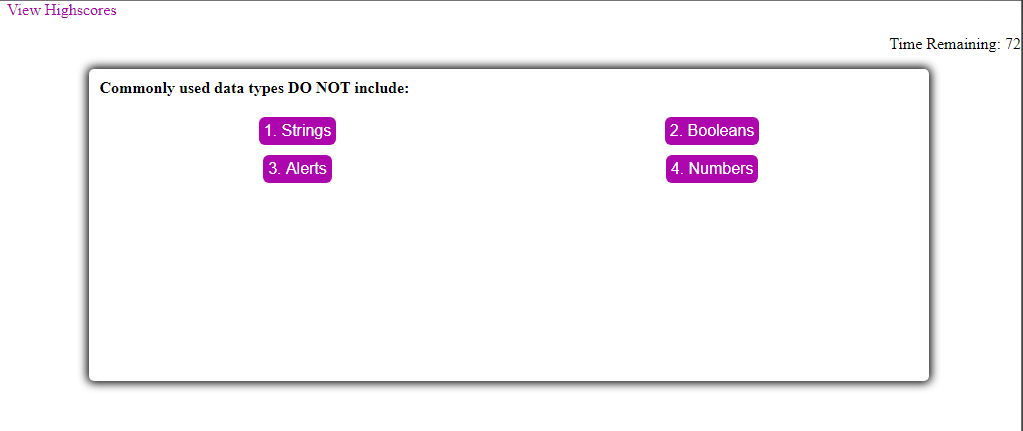 View Highscores
Time Remaining: 72
Commonly used data types DO NOT include:
1. Strings
2. Booleans
3. Alerts
4. Numbers